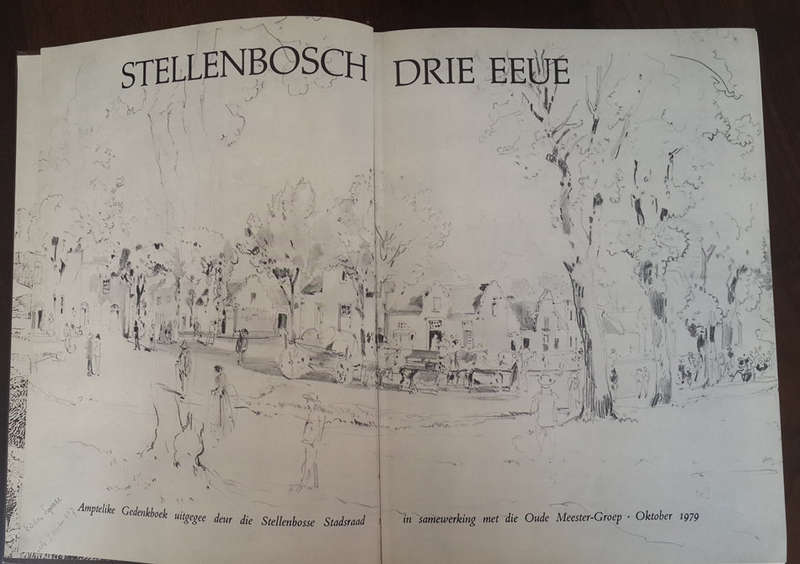 STELLENBOSCH DRIE EEUE
Amptelike Gedenkboek uitgegee deur die Stellenbosse Stadsraad in samewerking met die Oude Meester-Groep · Oktober 1979